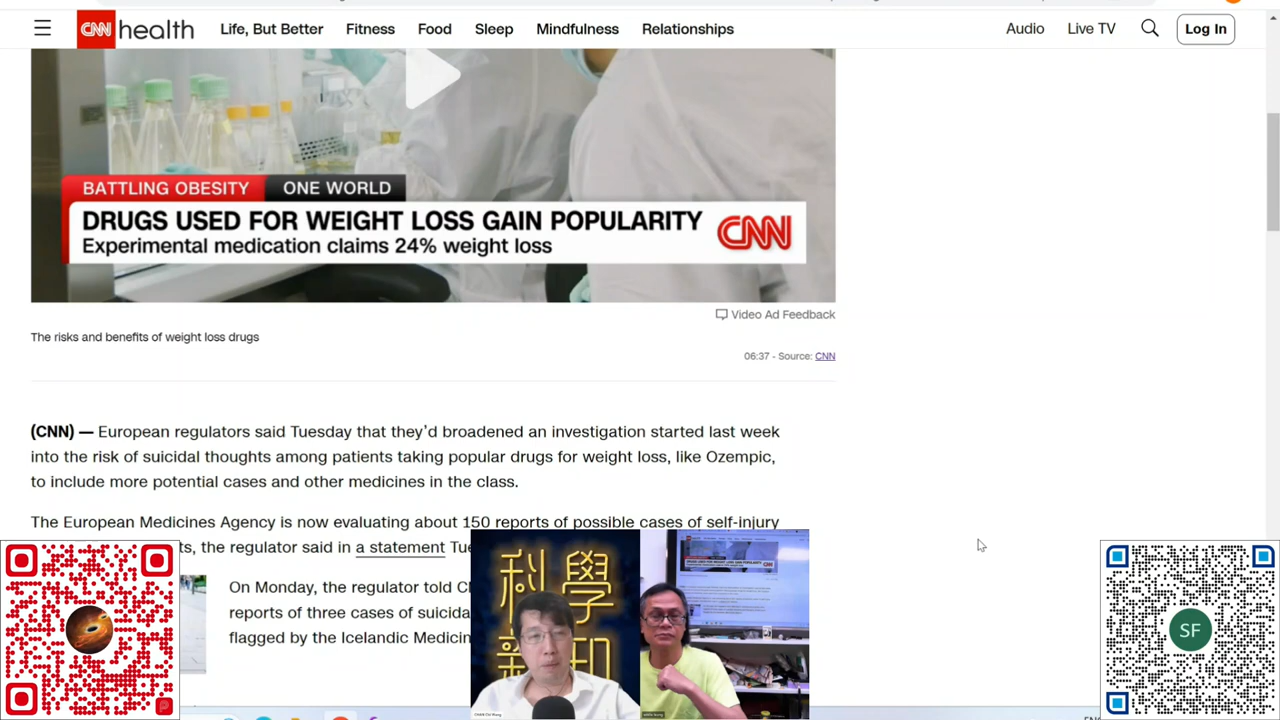 CNN health Life, But Better Fitness Food Sleep Mindfulness Relationships Audio Live TV Log In
BATTLING OBESITY ONE WORLD
DRUGS USED FOR WEIGHT LOSS GAIN POPULARITY
Experimental medication claims 24% weight loss
CNN
Video Ad Feedback
The risks and benefits of weight loss drugs
06:37 - Source: CNN
(CNN) — European regulators said Tuesday that they'd broadened an investigation started last week
into the risk of suicidal thoughts among patients taking popular drugs for weight loss, like Ozempic,
to include more potential cases and other medicines in the class.
The European Medicines Agency is now evaluating about 150 reports of possible cases of self-injury
the regulator said in a statement
On Monday, the regulator told
reports of three cases of
flagged by the Icelandic
科學
新知
SF